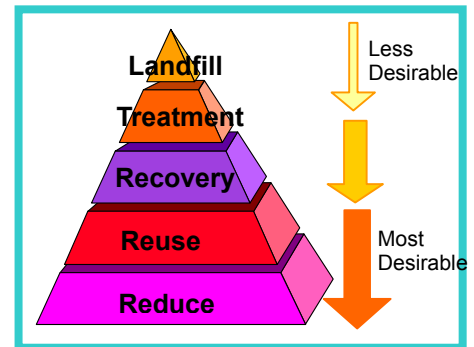 Landfill
Treatment
Recovery
Reuse
Reduce
Less
Desirable
Most
Desirable